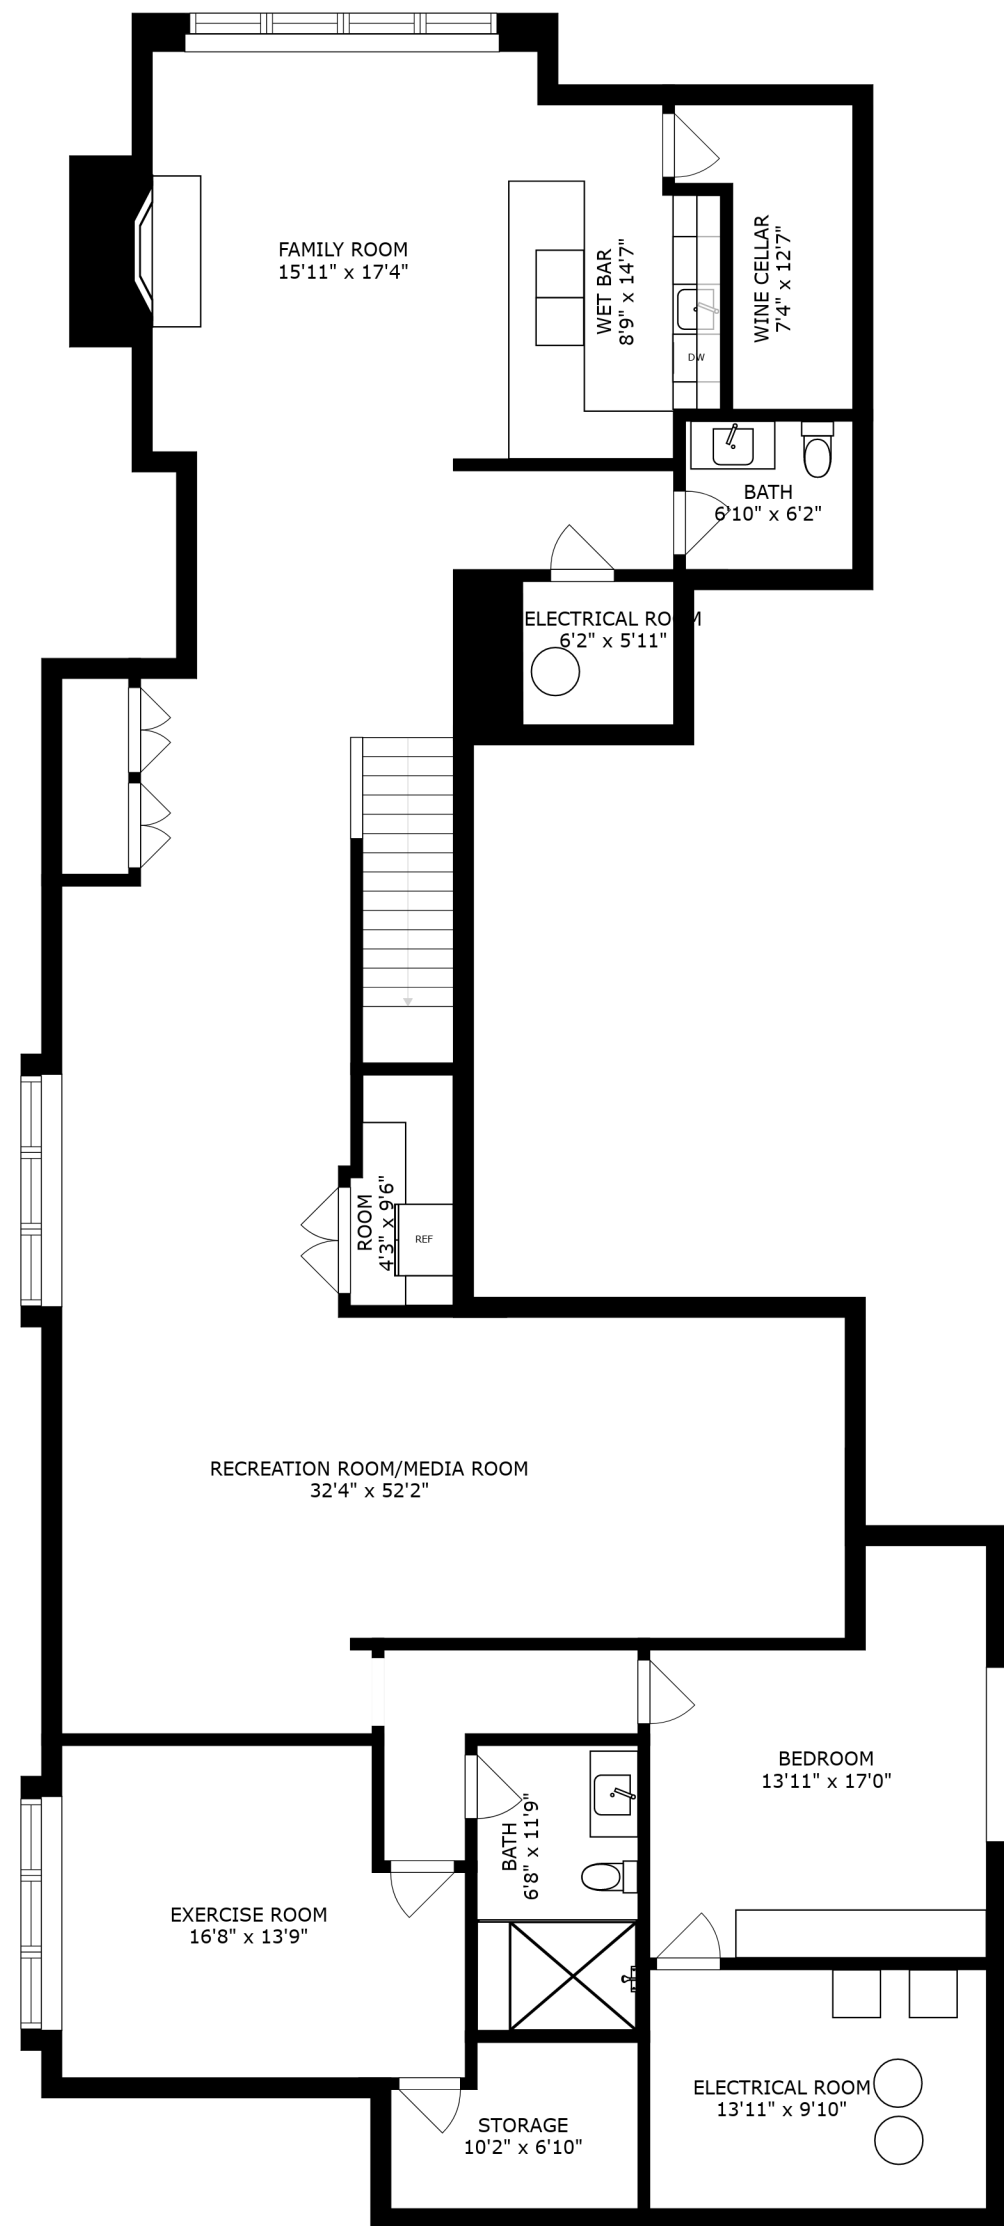 FAMILY ROOM
15'11" x 17'4"
WET BAR
8'9" x 14'7"
WINE CELLAR
7'4" x 12'7"
DW
BATH
6'10" x 6'2"
ELECTRICAL ROOM
6'2" x 5'11"
ROOM
4'3" x 9'6"
REF
RECREATION ROOM/MEDIA ROOM
32'4" x 52'2"
BEDROOM
13'11" x 17'0"
BATH
6'8" x 11'9"
EXERCISE ROOM
16'8" x 13'9"
ELECTRICAL ROOM
13'11" x 9'10"
STORAGE
10'2" x 6'10"